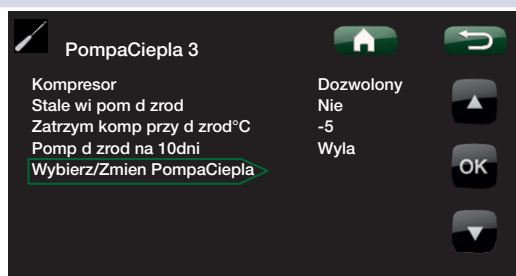 PompaCiepla 3
Kompresor Dozwolony
Stale wi pom d zrod Nie
Zatrzym komp przy d zrod°C -5
Pomp d zrod na 10dni Wyla
Wybierz/Zmien PompaCiepla
OK